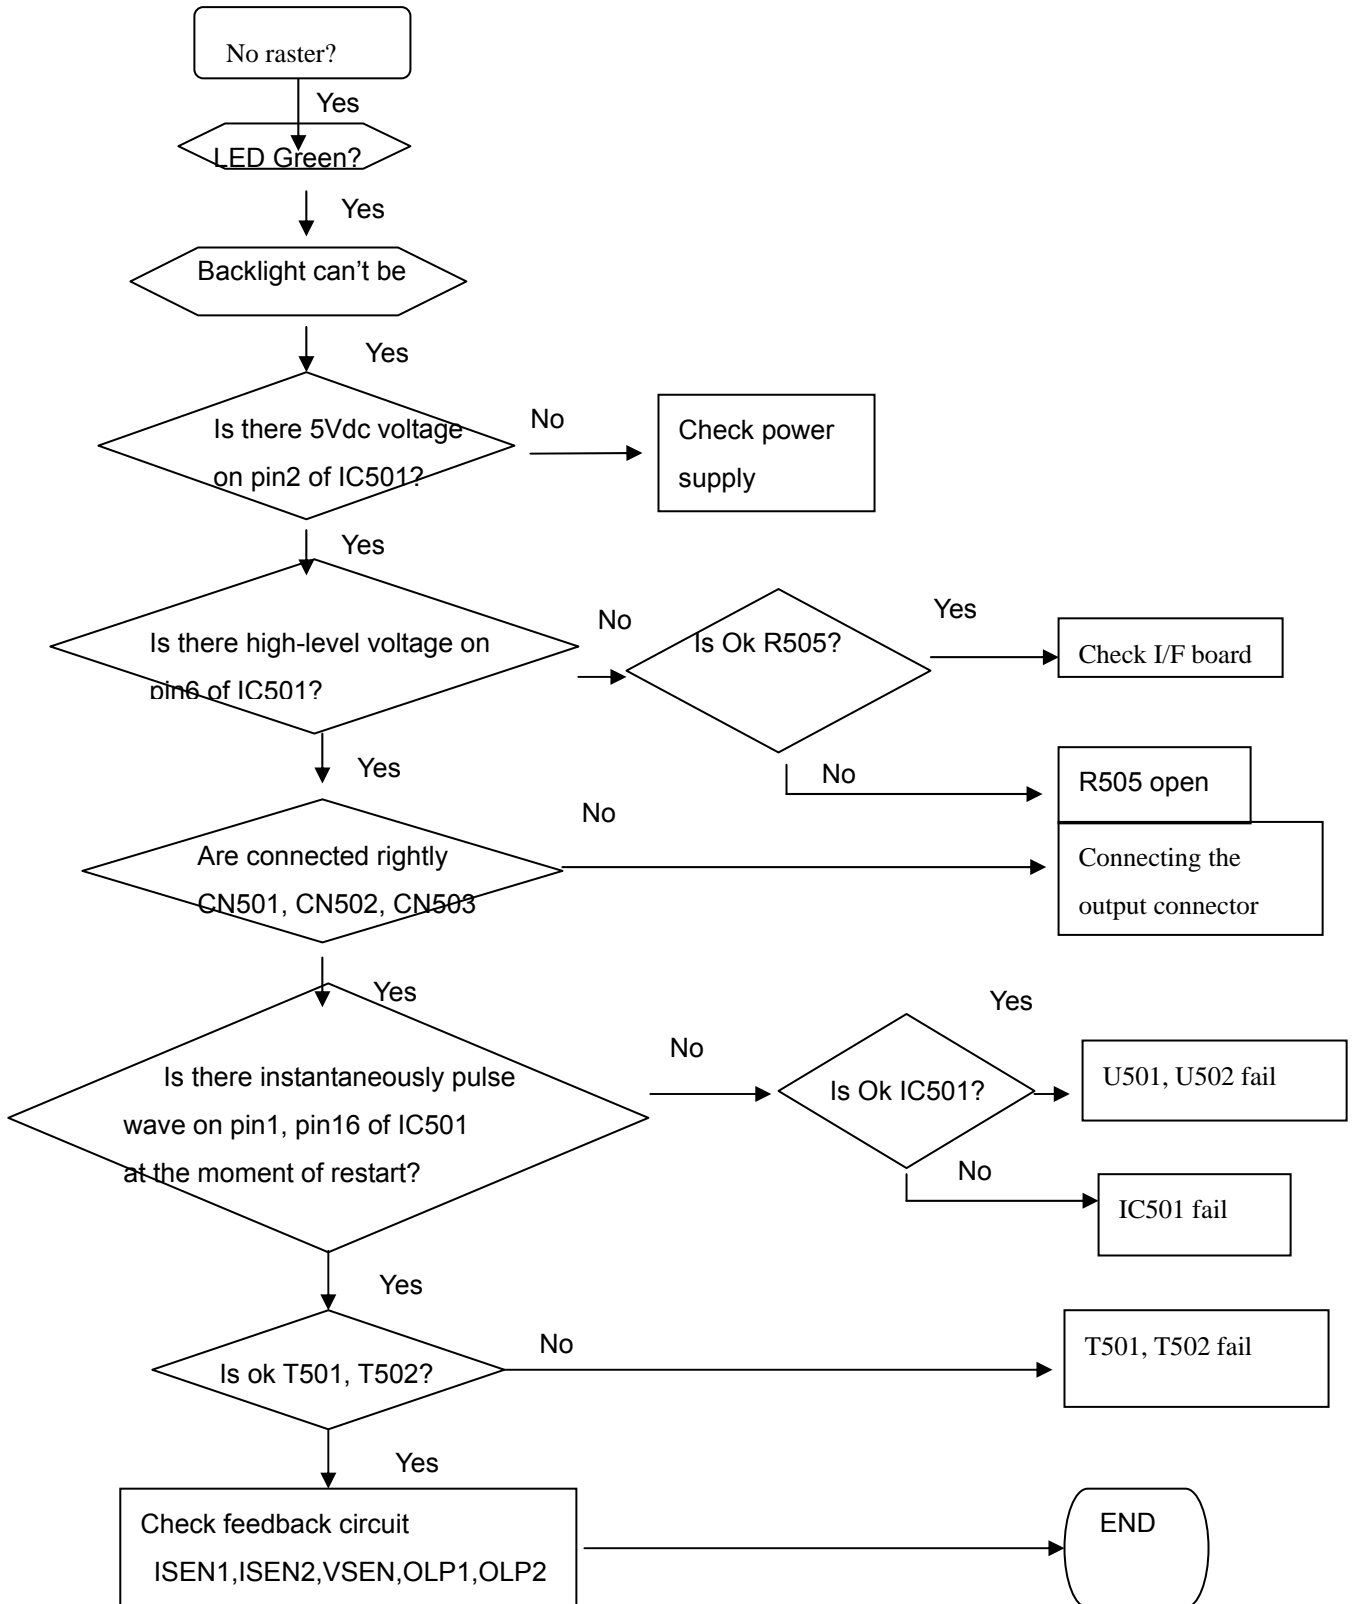 No raster?
Yes
LED Green?
Yes
Backlight can't be
Yes
Is there 5Vdc voltage
on pin2 of IC501?
No
Check power
supply
Yes
Is there high-level voltage on
pin6 of IC501?
No
Is Ok R505?
Yes
Check I/F board
No
R505 open
Yes
Are connected rightly
CN501, CN502, CN503
No
Connecting the
output connector
Yes
Is there instantaneously pulse
wave on pin1, pin16 of IC501
at the moment of restart?
No
Is Ok IC501?
Yes
U501, U502 fail
No
IC501 fail
Yes
Is ok T501, T502?
No
T501, T502 fail
Yes
Check feedback circuit
ISEN1,ISEN2,VSEN,OLP1,OLP2
END